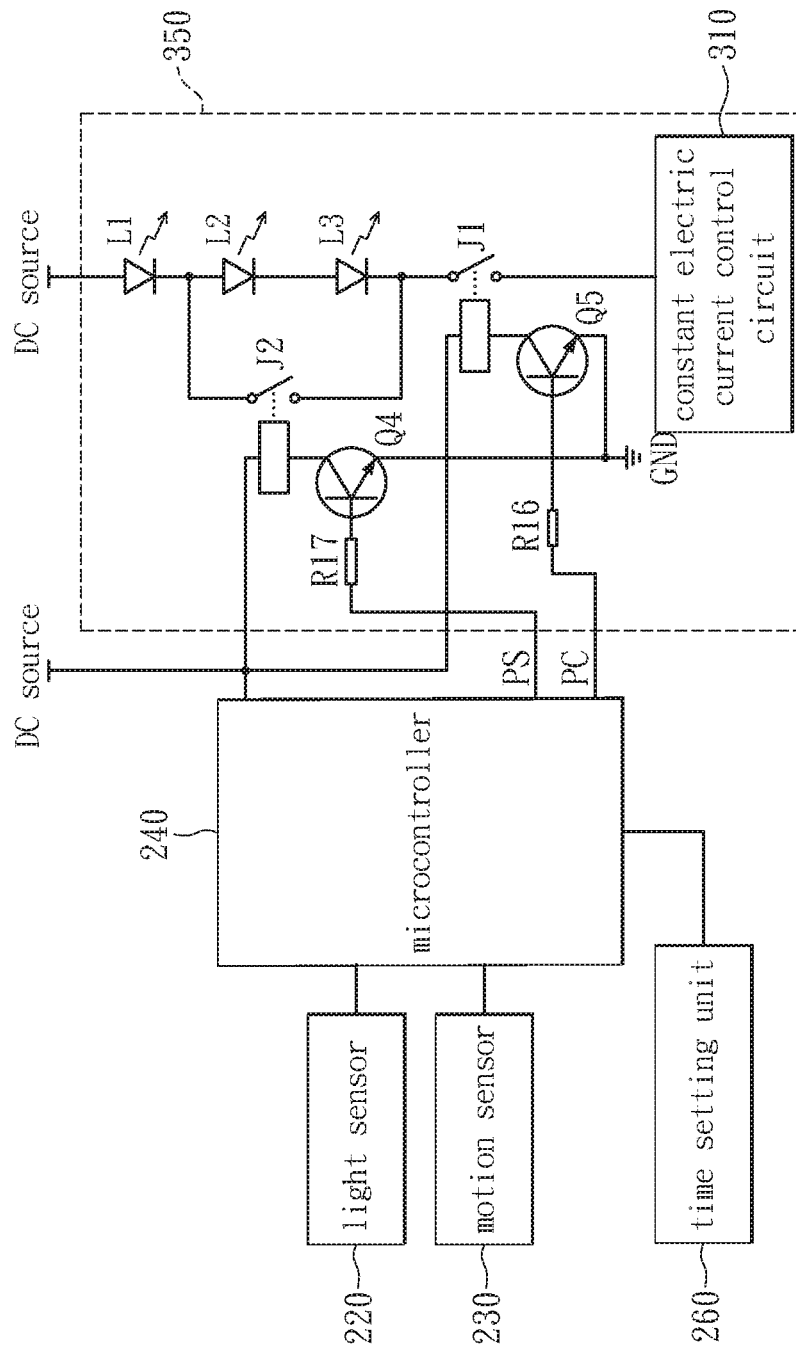 DC source
DC source
350
L1
L2
L3
J2
J1
Q4
Q5
R17
R16
GND
PS
PC
constant electric
current control
circuit
310
240
microcontroller
light sensor
motion sensor
time setting unit
220
230
260